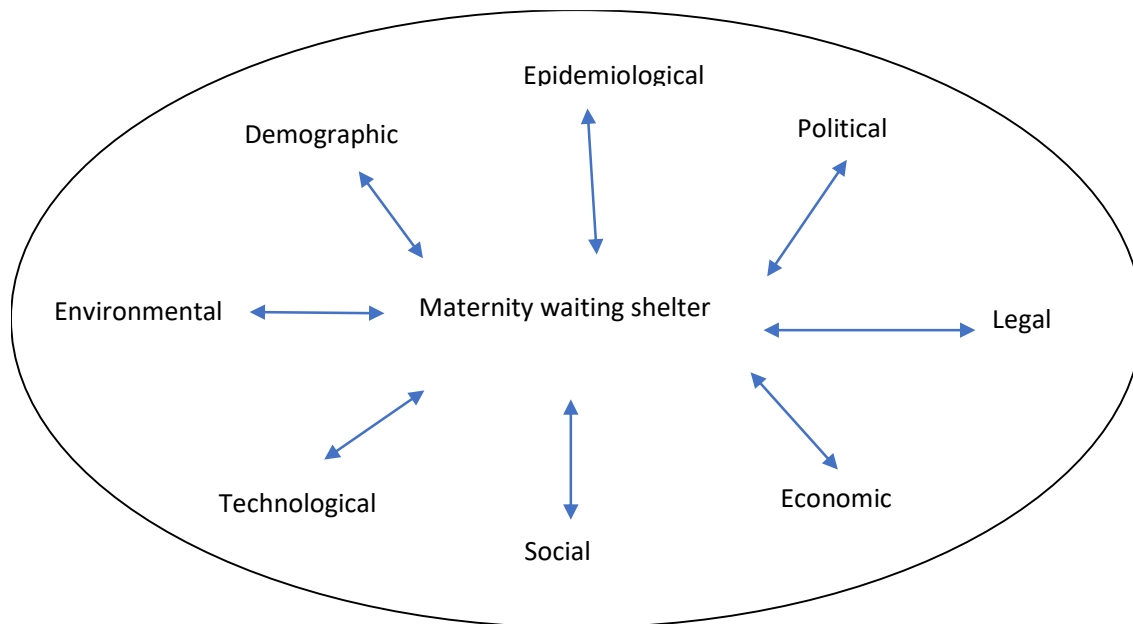 Epidemiological
Political
Demographic
Environmental
Maternity waiting shelter
Legal
Technological
Economic
Social